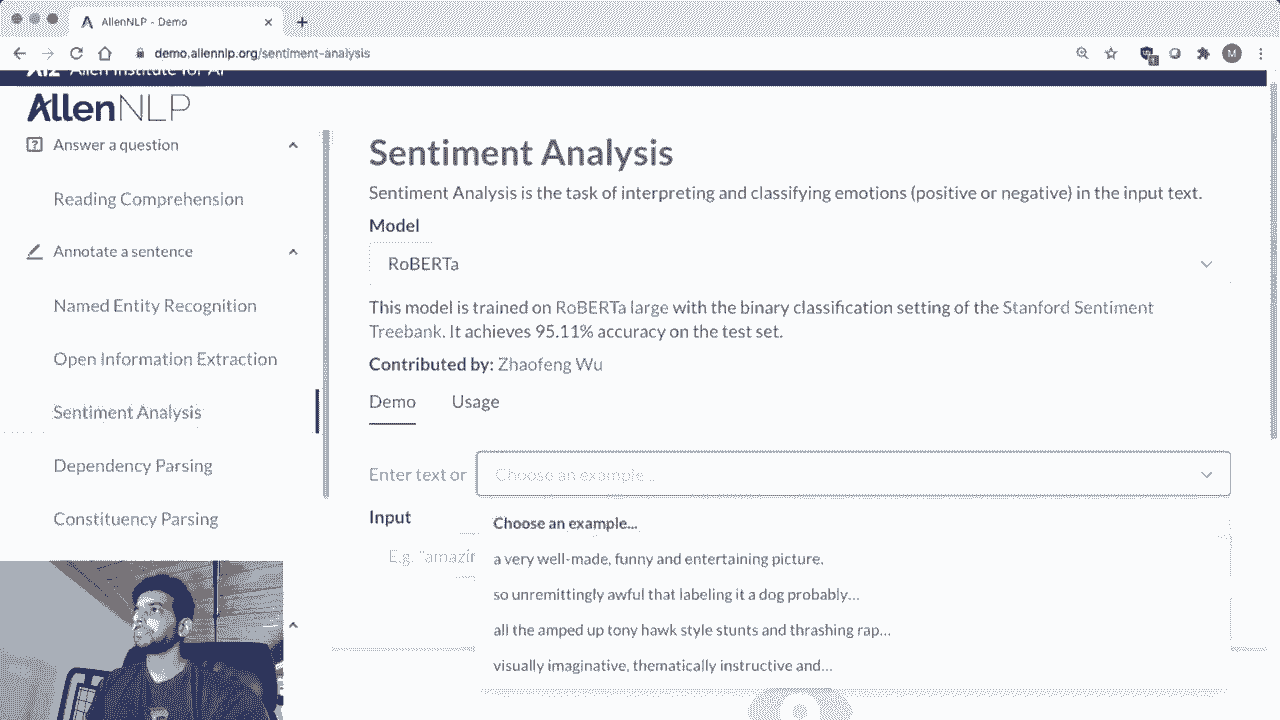 AllenNLP - Demo
demo.allennlp.org/sentiment-analysis
M
AI2 Allen Institute for AI
AllenNLP
Answer a question
Reading Comprehension
Annotate a sentence
Named Entity Recognition
Open Information Extraction
Sentiment Analysis
Dependency Parsing
Constituency Parsing
Sentiment Analysis
Sentiment Analysis is the task of interpreting and classifying emotions (positive or negative) in the input text.
Model
RoBERTa
This model is trained on RoBERTa large with the binary classification setting of the Stanford Sentiment
Treebank. It achieves 95.11% accuracy on the test set.
Contributed by: Zhaofeng Wu
Demo Usage
Enter text or Choose an example...
Input
E.g. "amazin
Choose an example...
a very well-made, funny and entertaining picture.
so unremittingly awful that labeling it a dog probably...
all the amped up tony hawk style stunts and thrashing rap...
visually imaginative, thematically instructive and...